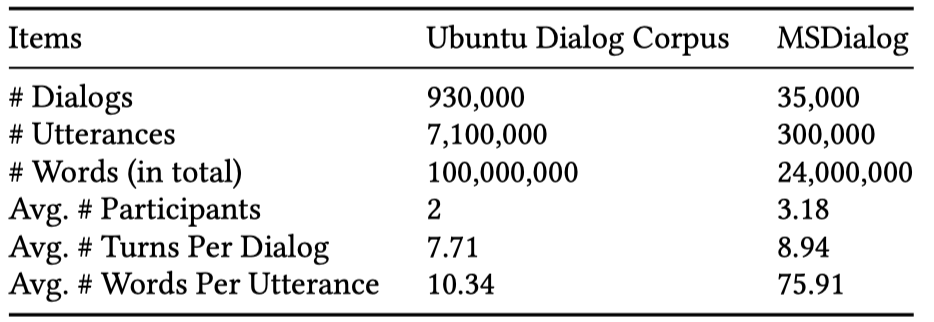 Items Ubuntu Dialog Corpus MSDialog
# Dialogs 930,000 35,000
# Utterances 7,100,000 300,000
# Words (in total) 100,000,000 24,000,000
Avg. # Participants 2 3.18
Avg. # Turns Per Dialog 7.71 8.94
Avg. # Words Per Utterance 10.34 75.91